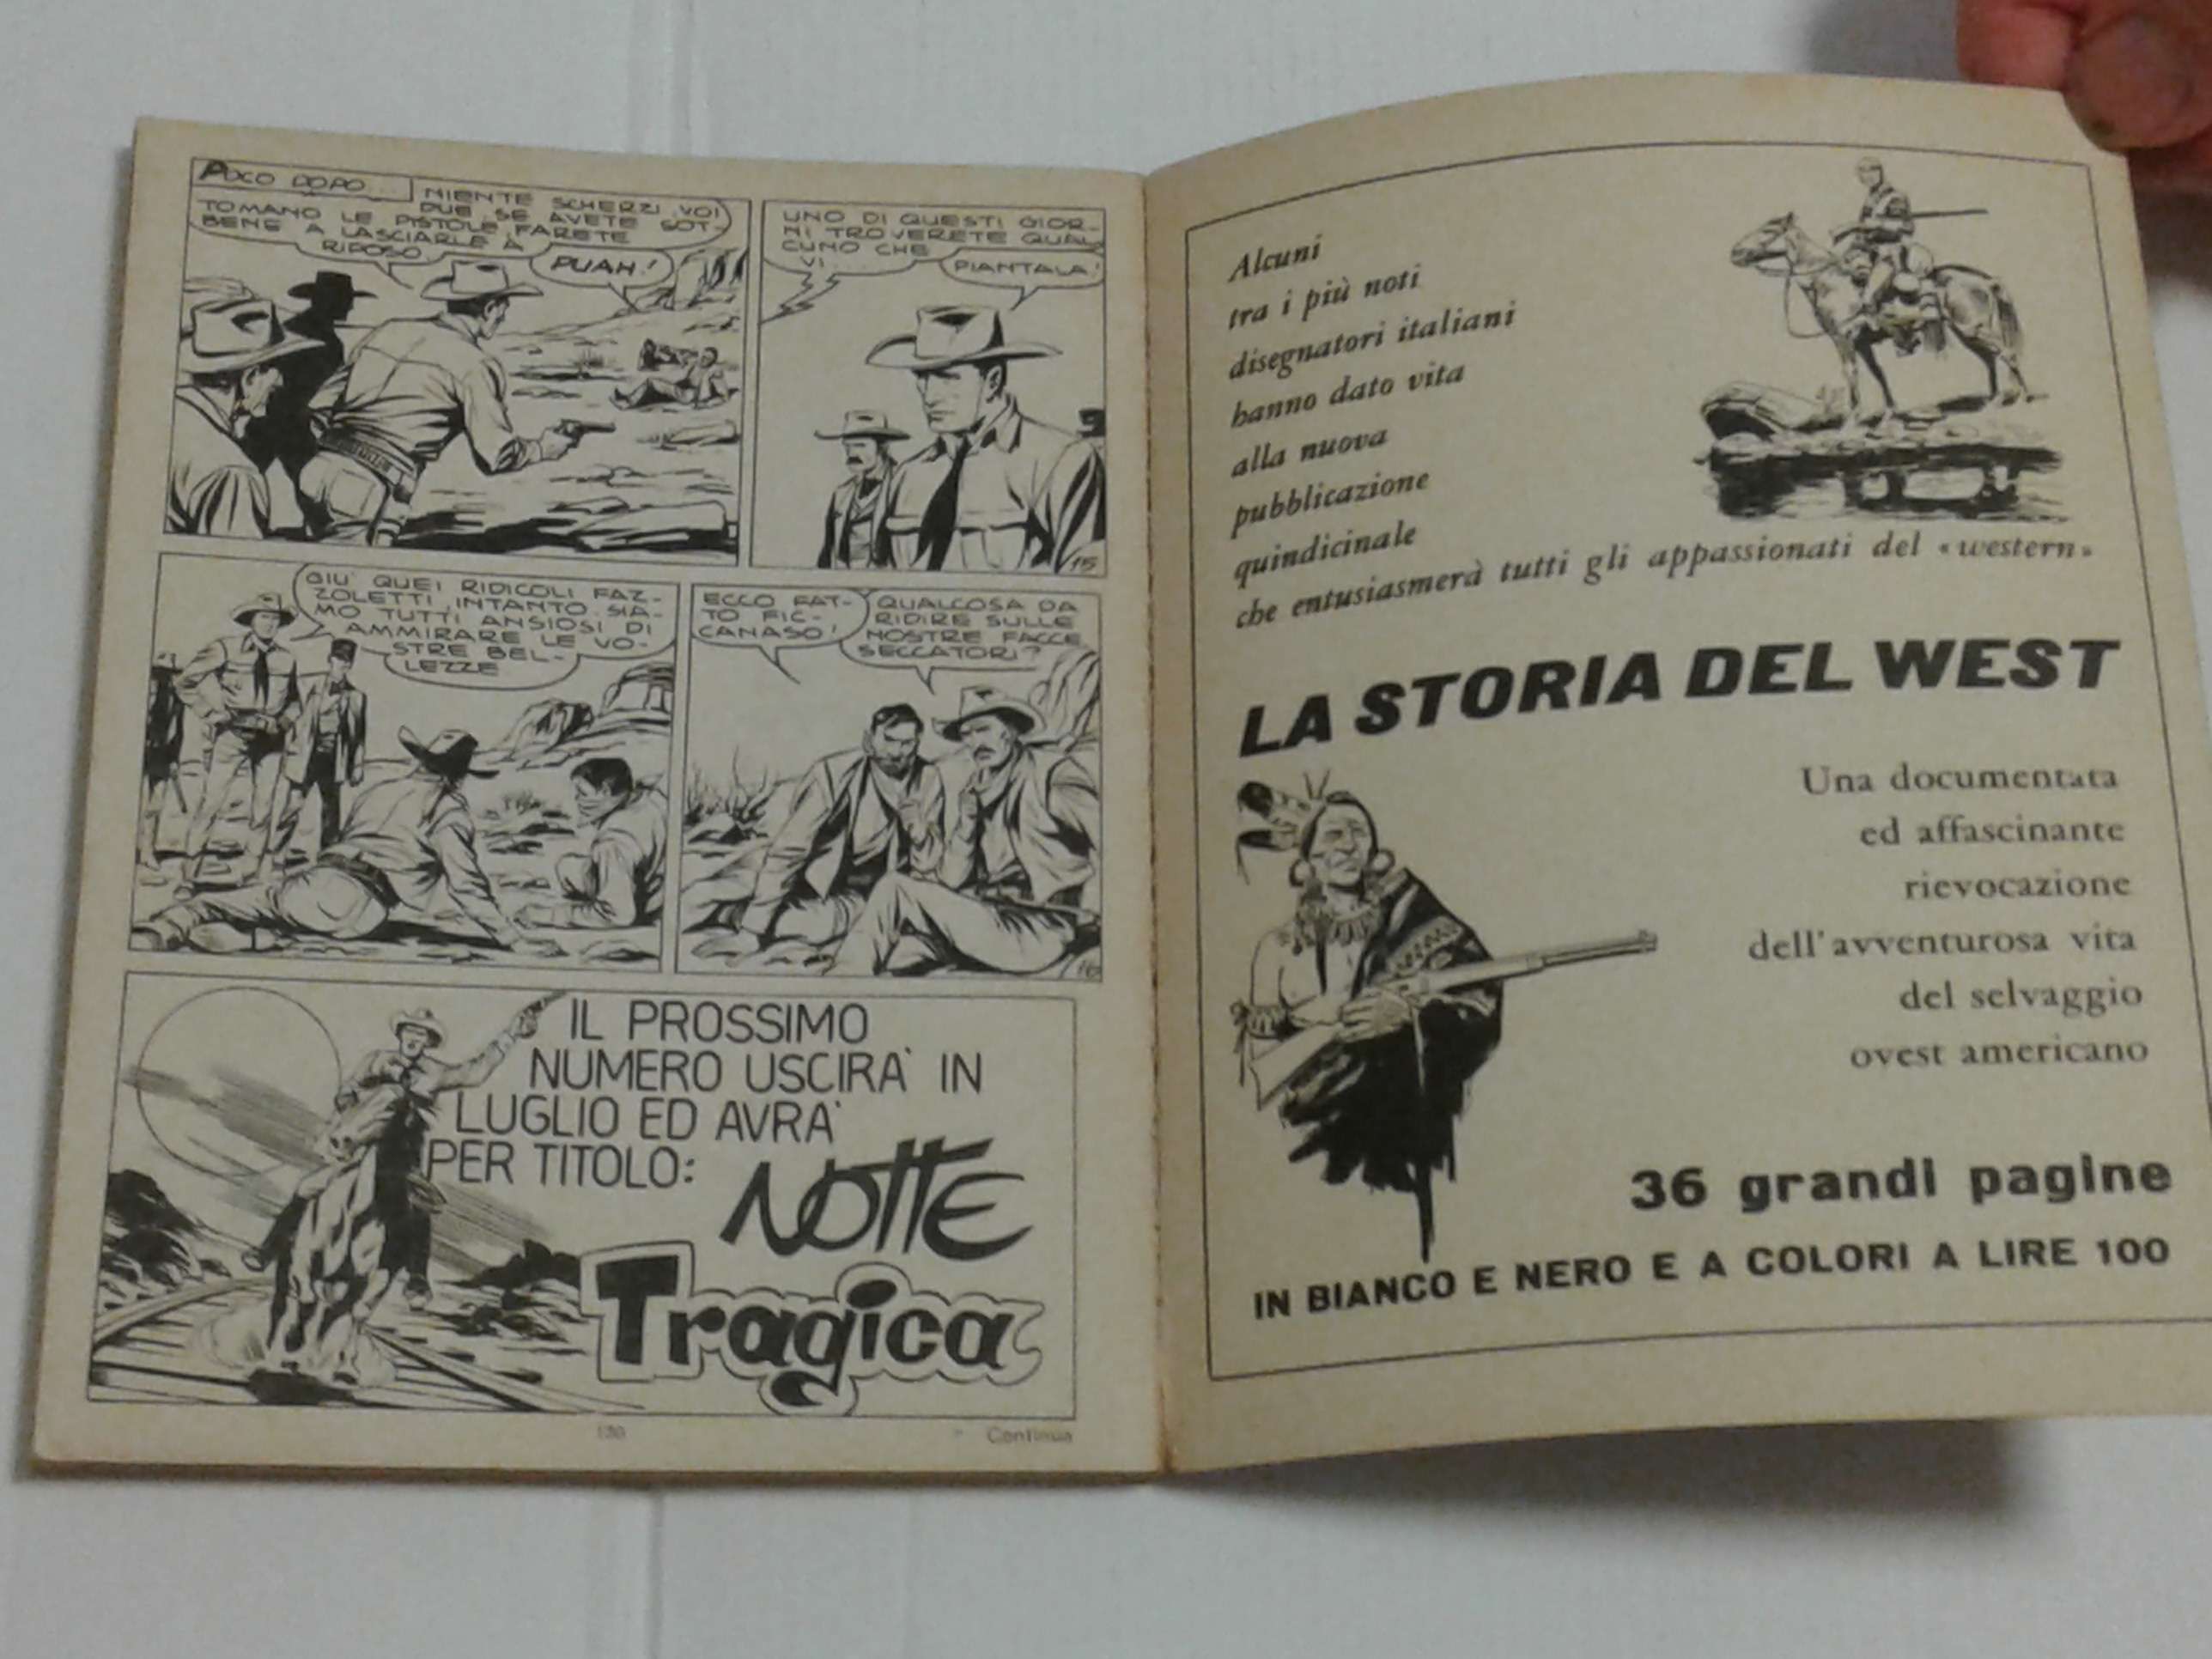 POCO DOPO...
NIENTE SCHERZI, VOI
DUE, SE AVETE SOT-
TOMANO LE PISTOLE, FARETE
BENE A LASCIARLE A
RIPOSO.
PUAH!
UNO DI QUESTI GIOR-
NI TROVERETE QUAL-
CUNO CHE
VI...
PIANTALA!
15
GIU' QUEI RIDICOLI FAZ-
ZOLETTI, INTANTO. SIA-
MO TUTTI ANSIOSI DI
AMMIRARE LE VO-
STRE BEL-
LEZZE
ECCO FAT-
TO FIC-
CANASO!
QUALCOSA DA
RIDIRE SULLE
NOSTRE FACCE
SECCATORI?
IL PROSSIMO
NUMERO USCIRA' IN
LUGLIO ED AVRA'
PER TITOLO:
NOTTE
Tragica
130
Continua
Alcuni
tra i più noti
disegnatori italiani
hanno dato vita
alla nuova
pubblicazione
quindicinale
che entusiasmerà tutti gli appassionati del «western»
LA STORIA DEL WEST
Una documentata
ed affascinante
rievocazione
dell'avventurosa vita
del selvaggio
ovest americano
36 grandi pagine
IN BIANCO E NERO E A COLORI A LIRE 100